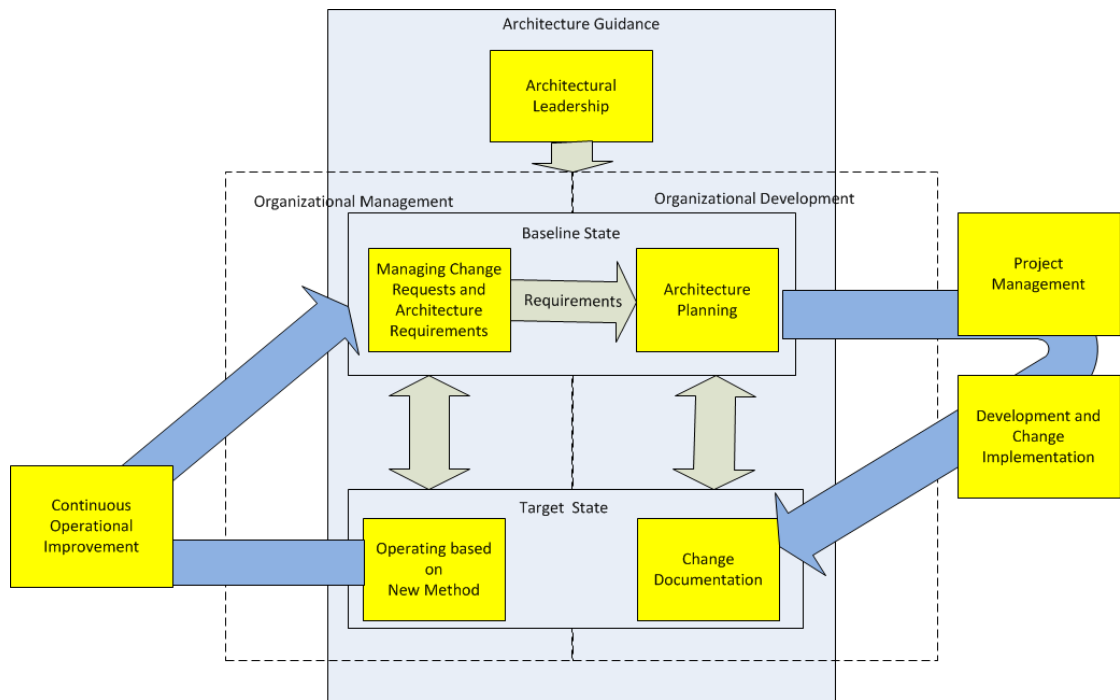 Architecture Guidance
Architectural
Leadership
Organizational Management
Organizational Development
Baseline State
Managing Change
Requests and
Architecture
Requirements
Requirements
Architecture
Planning
Project
Management
Development and
Change
Implementation
Continuous
Operational
Improvement
Target State
Operating based
on
New Method
Change
Documentation